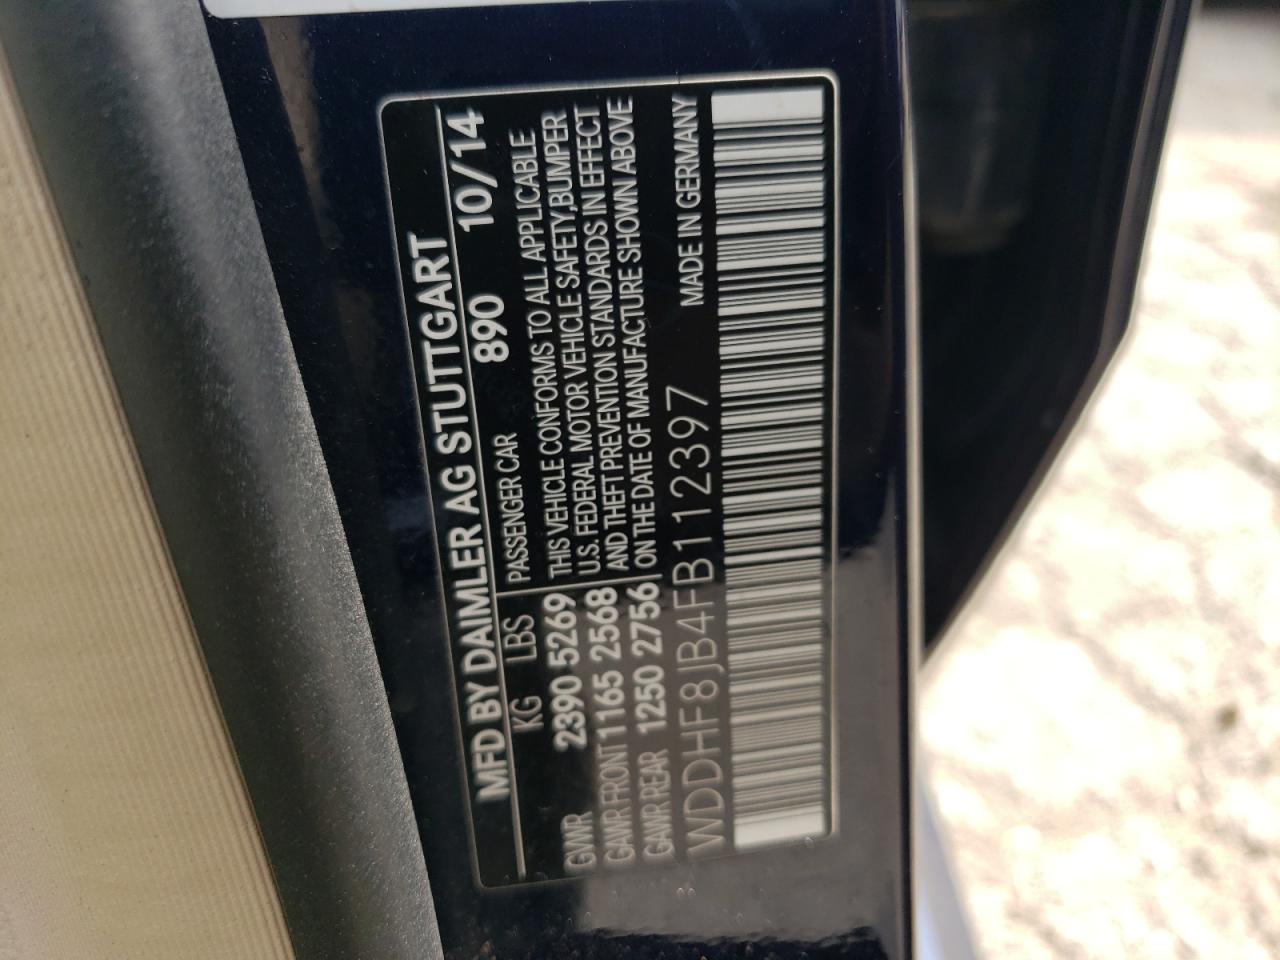 MFD BY DAIMLER AG STUTTGART
KG LBS 890 10/14
PASSENGER CAR
GVWR 2390 5269
GAWR FRONT 1165 2568
GAWR REAR 1250 2756
THIS VEHICLE CONFORMS TO ALL APPLICABLE
U.S. FEDERAL MOTOR VEHICLE SAFETY,BUMPER
AND THEFT PREVENTION STANDARDS IN EFFECT
ON THE DATE OF MANUFACTURE SHOWN ABOVE
WDDHF8JB4FB112397 MADE IN GERMANY